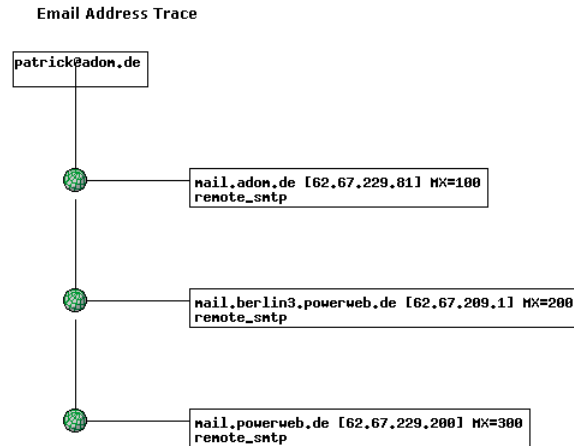 Email Address Trace
patrick@adom.de
mail.adom.de [62.67.229.81] MX=100
remote_smtp
mail.berlin3.powerweb.de [62.67.209.1] MX=200
remote_smtp
mail.powerweb.de [62.67.229.200] MX=300
remote_smtp